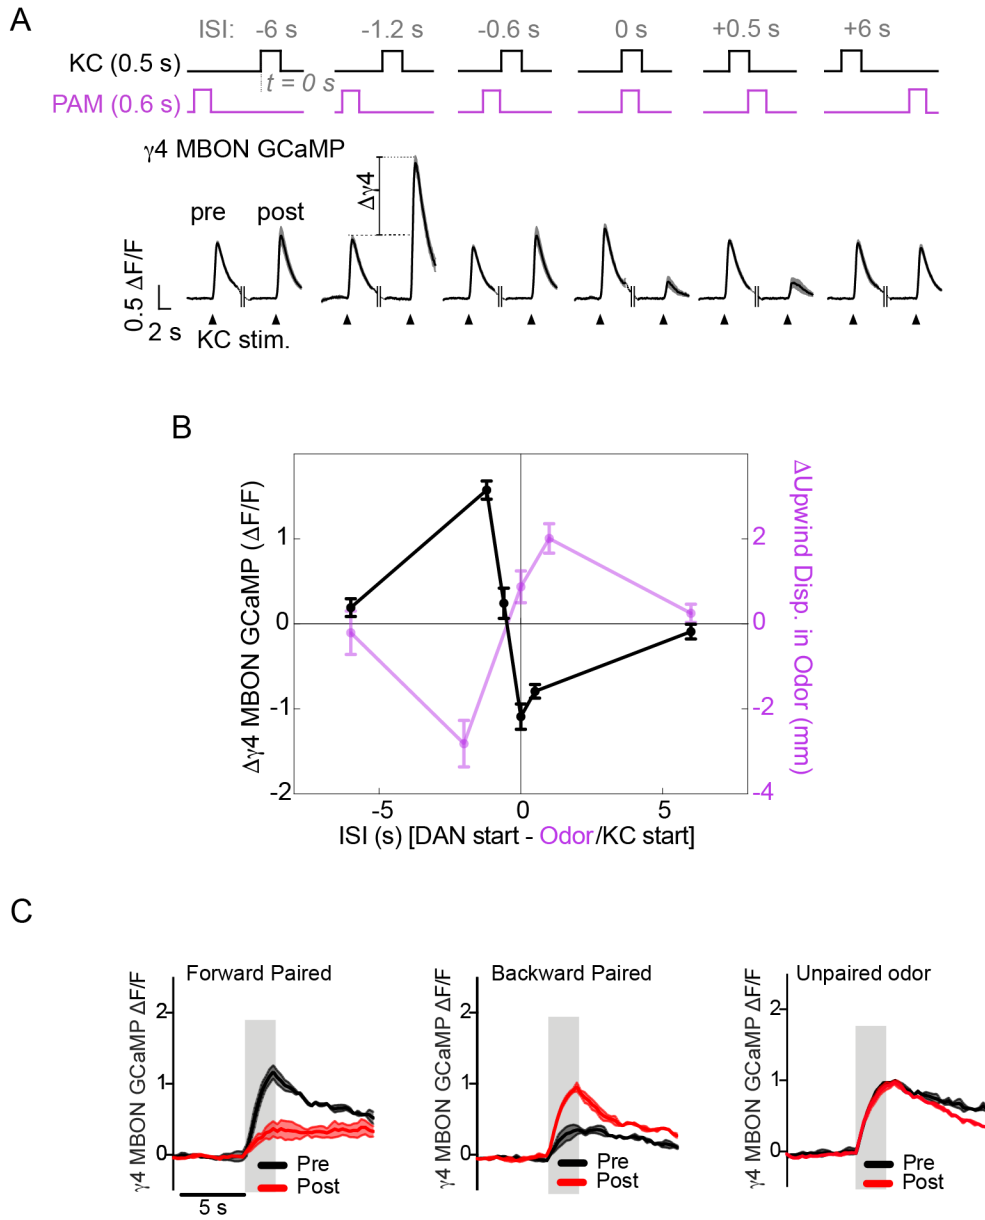 A
ISI: -6 s -1.2 s -0.6 s 0 s +0.5 s +6 s
KC (0.5 s)
t = 0 s
PAM (0.6 s)
γ4 MBON GCaMP
Δγ4
pre post
0.5 ΔF/F
2 s
KC stim.
B
Δγ4 MBON GCaMP (ΔF/F)
1
0
-1
-2
ΔUpwind Disp. in Odor (mm)
2
0
-2
-4
-5 0 5
ISI (s) [DAN start - Odor/KC start]
C
Forward Paired
γ4 MBON GCaMP ΔF/F
2
1
0
Pre
Post
5 s
Backward Paired
γ4 MBON GCaMP ΔF/F
2
1
0
Pre
Post
Unpaired odor
γ4 MBON GCaMP ΔF/F
2
1
0
Pre
Post